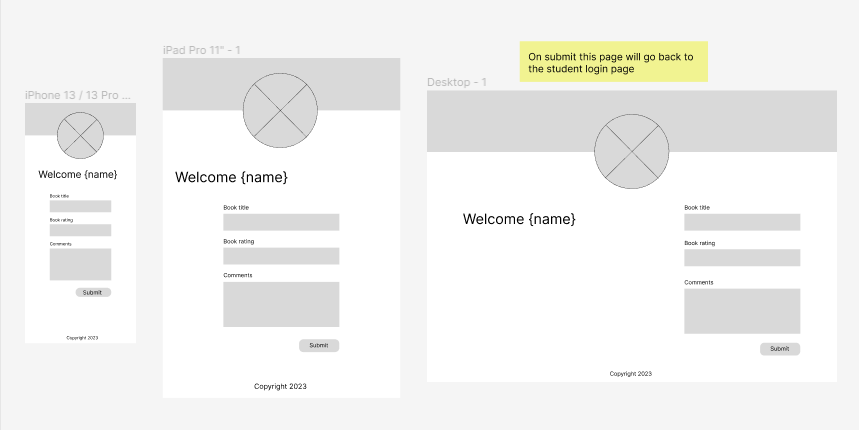 iPhone 13 / 13 Pro ...
Welcome {name}
Book title
Book rating
Comments
Submit
Copyright 2023
iPad Pro 11" - 1
Welcome {name}
Book title
Book rating
Comments
Submit
Copyright 2023
On submit this page will go back to
the student login page
Desktop - 1
Welcome {name}
Book title
Book rating
Comments
Submit
Copyright 2023